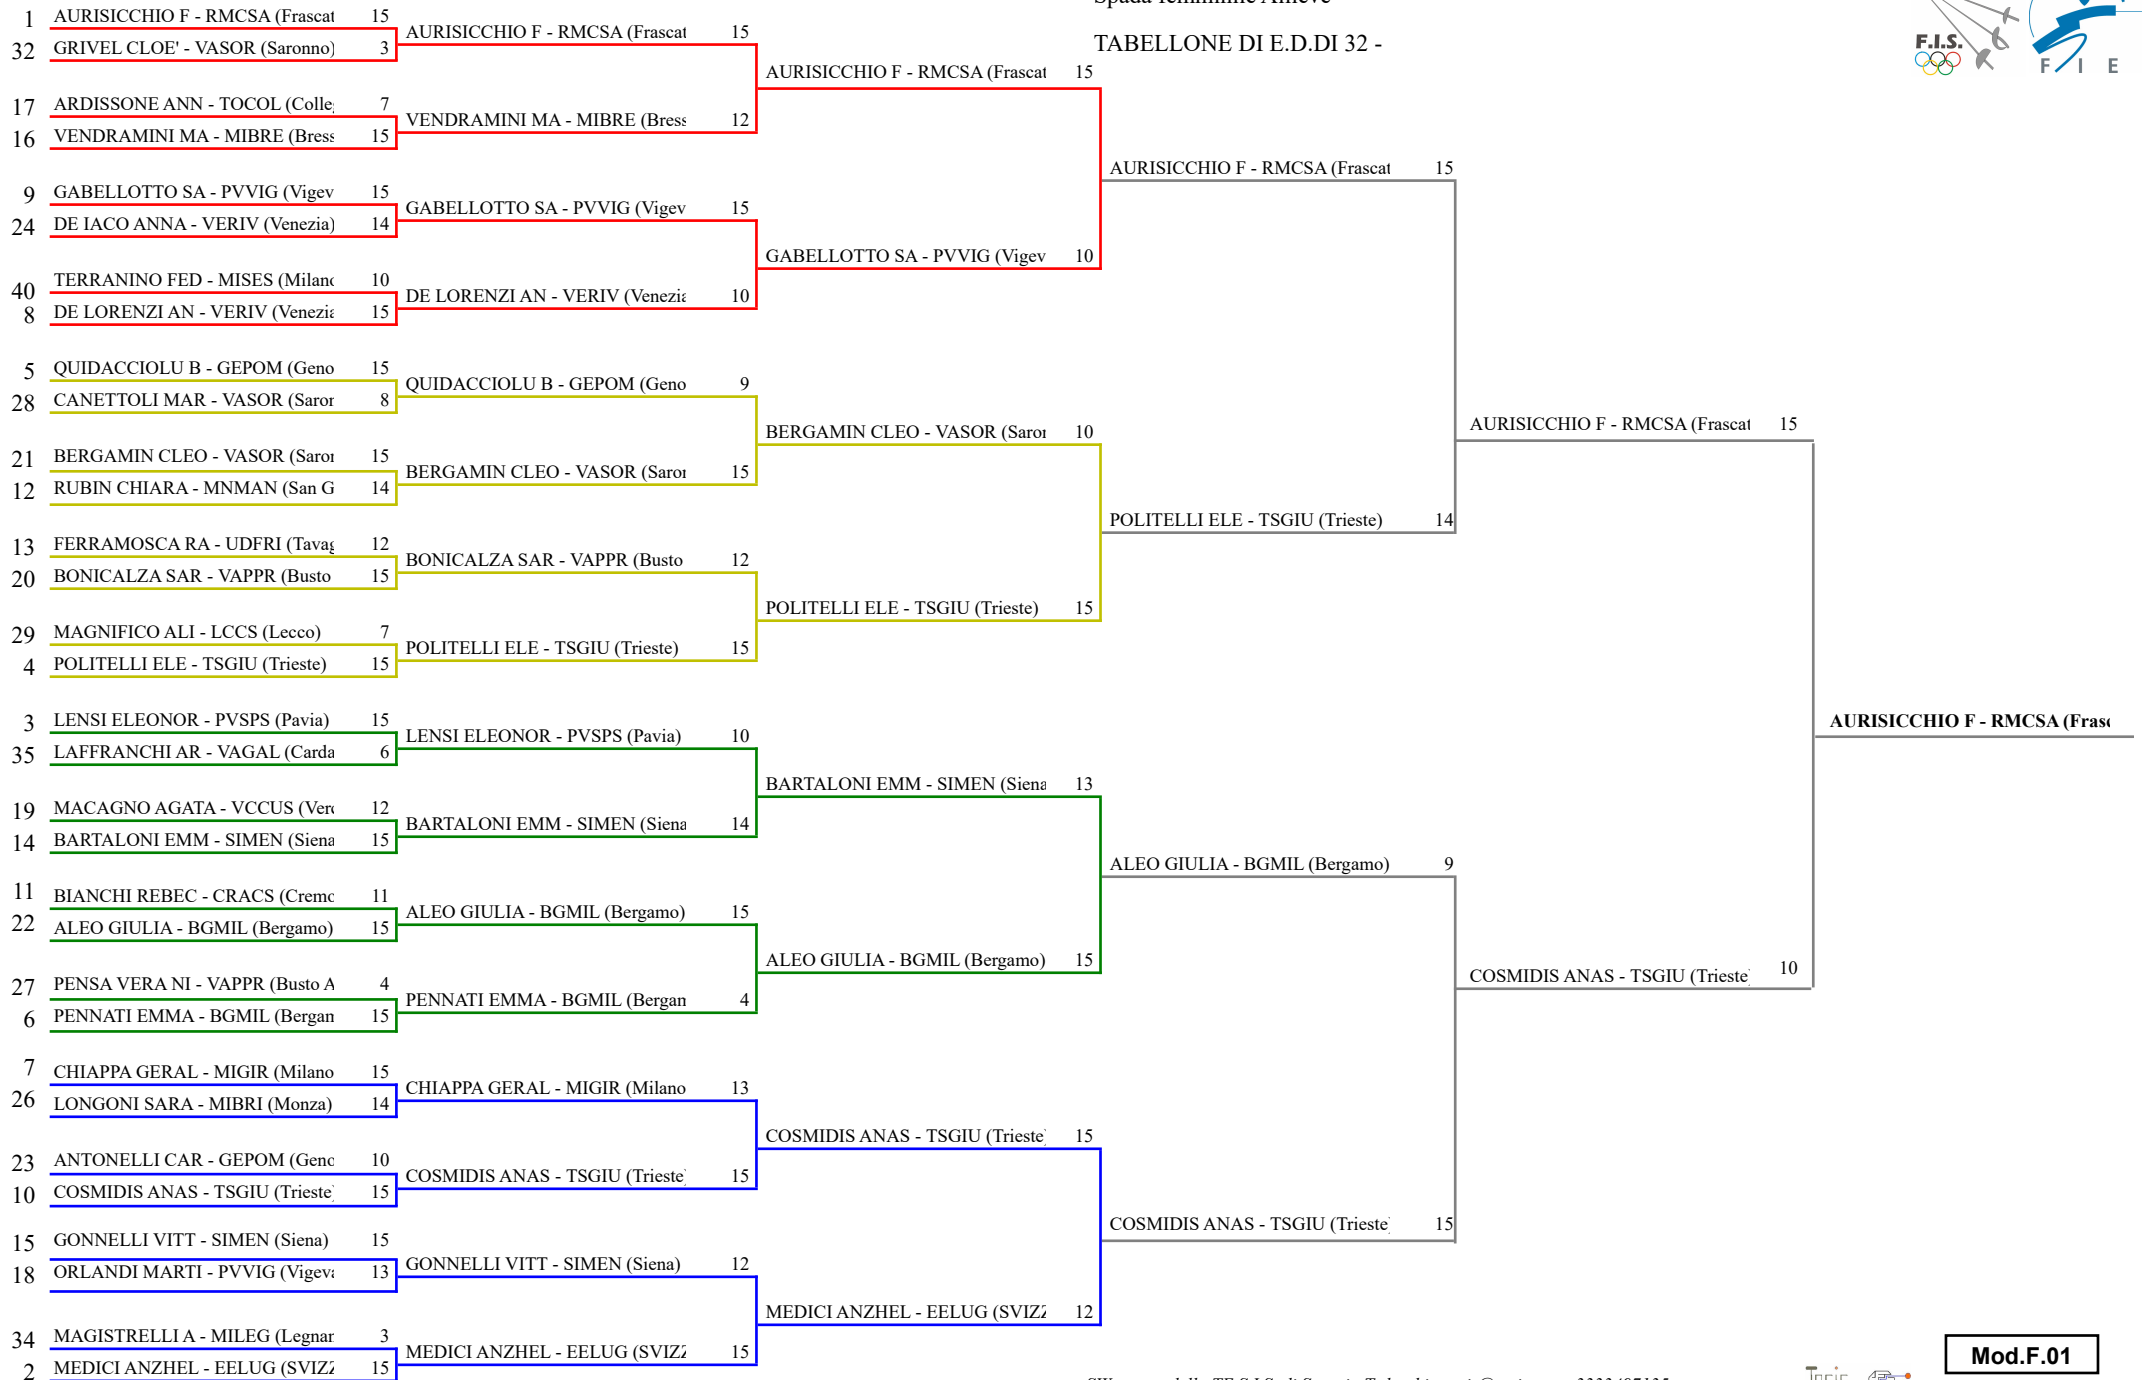 TABELLONE DI E.D.DI 32 -
F.I.S.
F I E
1 AURISICCHIO F - RMCSA (Frascat 15
32 GRIVEL CLOE' - VASOR (Saronno) 3
17 ARDISSONE ANN - TOCOL (Colle 7
16 VENDRAMINI MA - MIBRE (Bress 15
9 GABELLOTTO SA - PVVIG (Vigev 15
24 DE IACO ANNA - VERIV (Venezia) 14
40 TERRANINO FED - MISES (Milano 10
8 DE LORENZI AN - VERIV (Venezia 15
5 QUIDACCIOLU B - GEPOM (Geno 15
28 CANETTOLI MAR - VASOR (Saron 8
21 BERGAMIN CLEO - VASOR (Saron 15
12 RUBIN CHIARA - MNMAN (San G 14
13 FERRAMOSCA RA - UDFRI (Tavag 12
20 BONICALZA SAR - VAPPR (Busto 15
29 MAGNIFICO ALI - LCCS (Lecco) 7
4 POLITELLI ELE - TSGIU (Trieste) 15
3 LENSI ELEONOR - PVSPS (Pavia) 15
35 LAFFRANCHI AR - VAGAL (Carda 6
19 MACAGNO AGATA - VCCUS (Verc 12
14 BARTALONI EMM - SIMEN (Siena 15
11 BIANCHI REBEC - CRACS (Cremo 11
22 ALEO GIULIA - BGMIL (Bergamo) 15
27 PENSA VERA NI - VAPPR (Busto A 4
6 PENNATI EMMA - BGMIL (Bergam 15
7 CHIAPPA GERAL - MIGIR (Milano 15
26 LONGONI SARA - MIBRI (Monza) 14
23 ANTONELLI CAR - GEPOM (Geno 10
10 COSMIDIS ANAS - TSGIU (Trieste) 15
15 GONNELLI VITT - SIMEN (Siena) 15
18 ORLANDI MARTI - PVVIG (Vigeva 13
34 MAGISTRELLI A - MILEG (Legnan 3
2 MEDICI ANZHEL - EELUG (SVIZZ 15
AURISICCHIO F - RMCSA (Frascat 15
VENDRAMINI MA - MIBRE (Bress 12
GABELLOTTO SA - PVVIG (Vigev 15
DE LORENZI AN - VERIV (Venezia 10
QUIDACCIOLU B - GEPOM (Geno 9
BERGAMIN CLEO - VASOR (Saron 15
BONICALZA SAR - VAPPR (Busto 12
POLITELLI ELE - TSGIU (Trieste) 15
LENSI ELEONOR - PVSPS (Pavia) 10
BARTALONI EMM - SIMEN (Siena 14
ALEO GIULIA - BGMIL (Bergamo) 15
PENNATI EMMA - BGMIL (Bergam 4
CHIAPPA GERAL - MIGIR (Milano 13
COSMIDIS ANAS - TSGIU (Trieste) 15
GONNELLI VITT - SIMEN (Siena) 12
MEDICI ANZHEL - EELUG (SVIZZ 15
AURISICCHIO F - RMCSA (Frascat 15
GABELLOTTO SA - PVVIG (Vigev 10
BERGAMIN CLEO - VASOR (Saron 10
POLITELLI ELE - TSGIU (Trieste) 15
BARTALONI EMM - SIMEN (Siena 13
ALEO GIULIA - BGMIL (Bergamo) 15
COSMIDIS ANAS - TSGIU (Trieste) 15
MEDICI ANZHEL - EELUG (SVIZZ 12
AURISICCHIO F - RMCSA (Frascat 15
POLITELLI ELE - TSGIU (Trieste) 14
ALEO GIULIA - BGMIL (Bergamo) 9
COSMIDIS ANAS - TSGIU (Trieste) 15
AURISICCHIO F - RMCSA (Frascat 15
COSMIDIS ANAS - TSGIU (Trieste) 10
AURISICCHIO F - RMCSA (Frasc
Mod.F.01